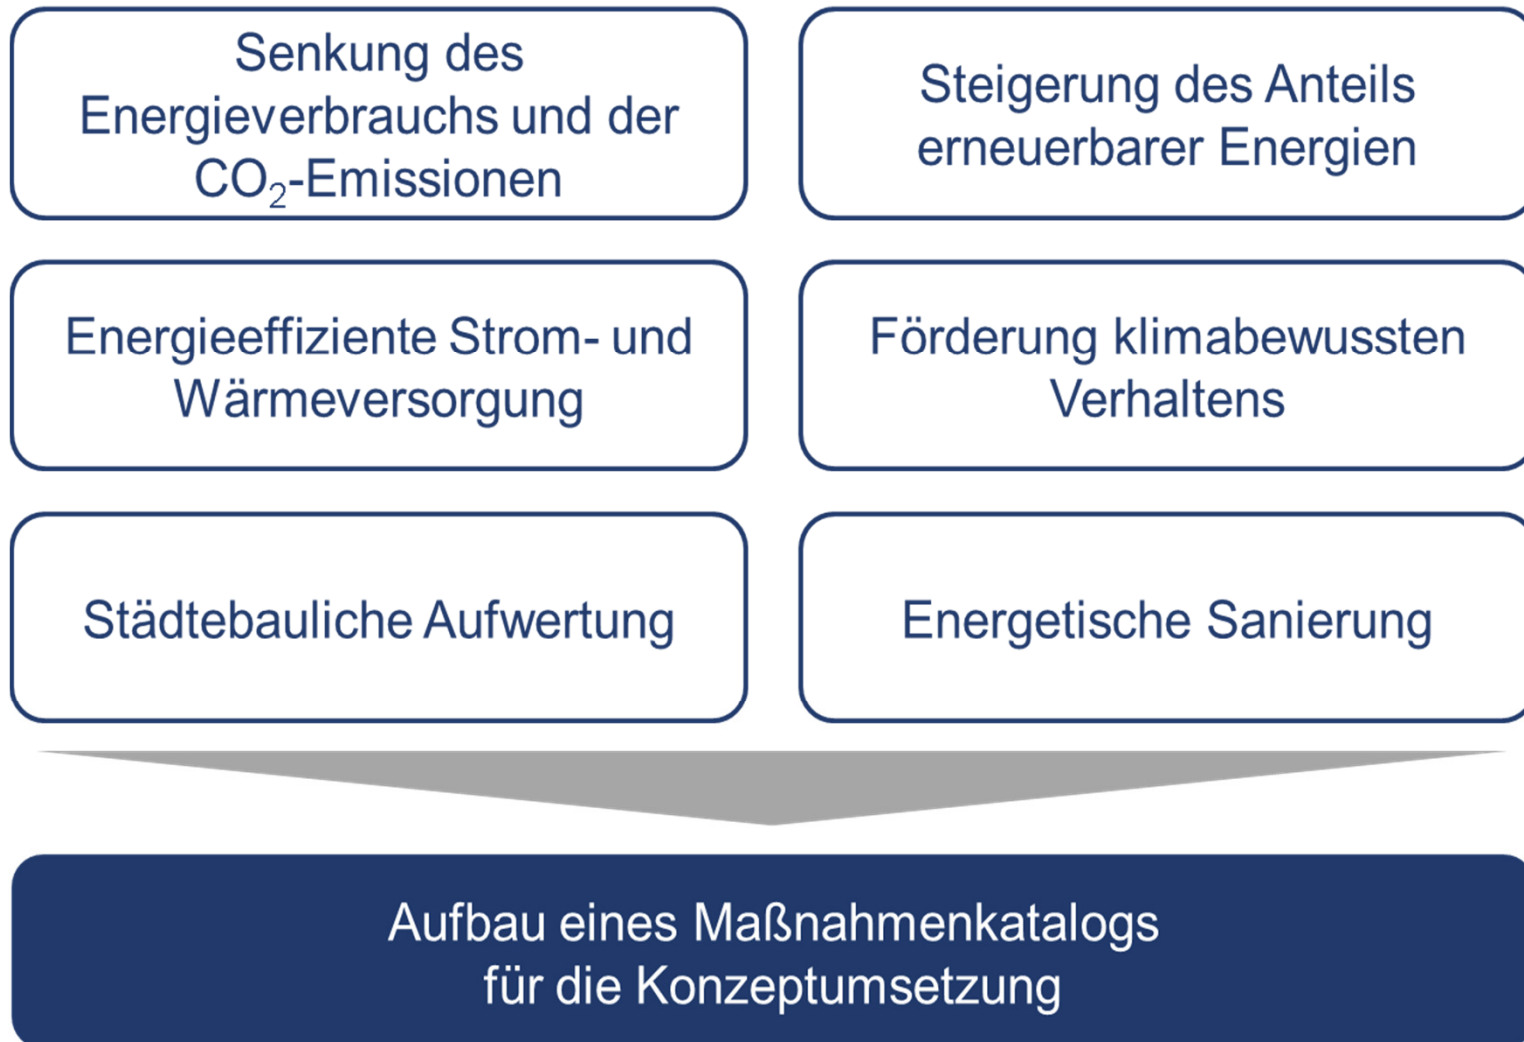 Senkung des
Energieverbrauchs und der
CO₂-Emissionen
Steigerung des Anteils
erneuerbarer Energien
Energieeffiziente Strom- und
Wärmeversorgung
Förderung klimabewussten
Verhaltens
Städtebauliche Aufwertung
Energetische Sanierung
Aufbau eines Maßnahmenkatalogs
für die Konzeptumsetzung